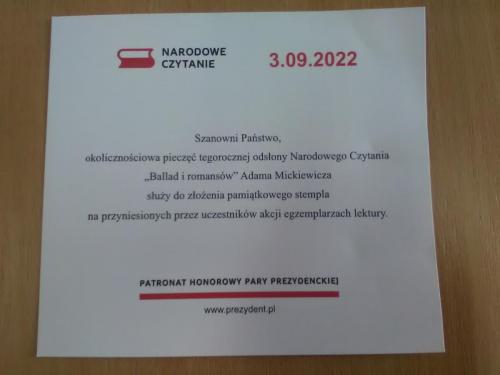 NARODOWE
CZYTANIE
3.09.2022
Szanowni Państwo,
okolicznościowa pieczęć tegorocznej odsłony Narodowego Czytania
„Ballad i romansów” Adama Mickiewicza
służy do złożenia pamiątkowego stempla
na przyniesionych przez uczestników akcji egzemplarzach lektury.
PATRONAT HONOROWY PARY PREZYDENCKIEJ
www.prezydent.pl